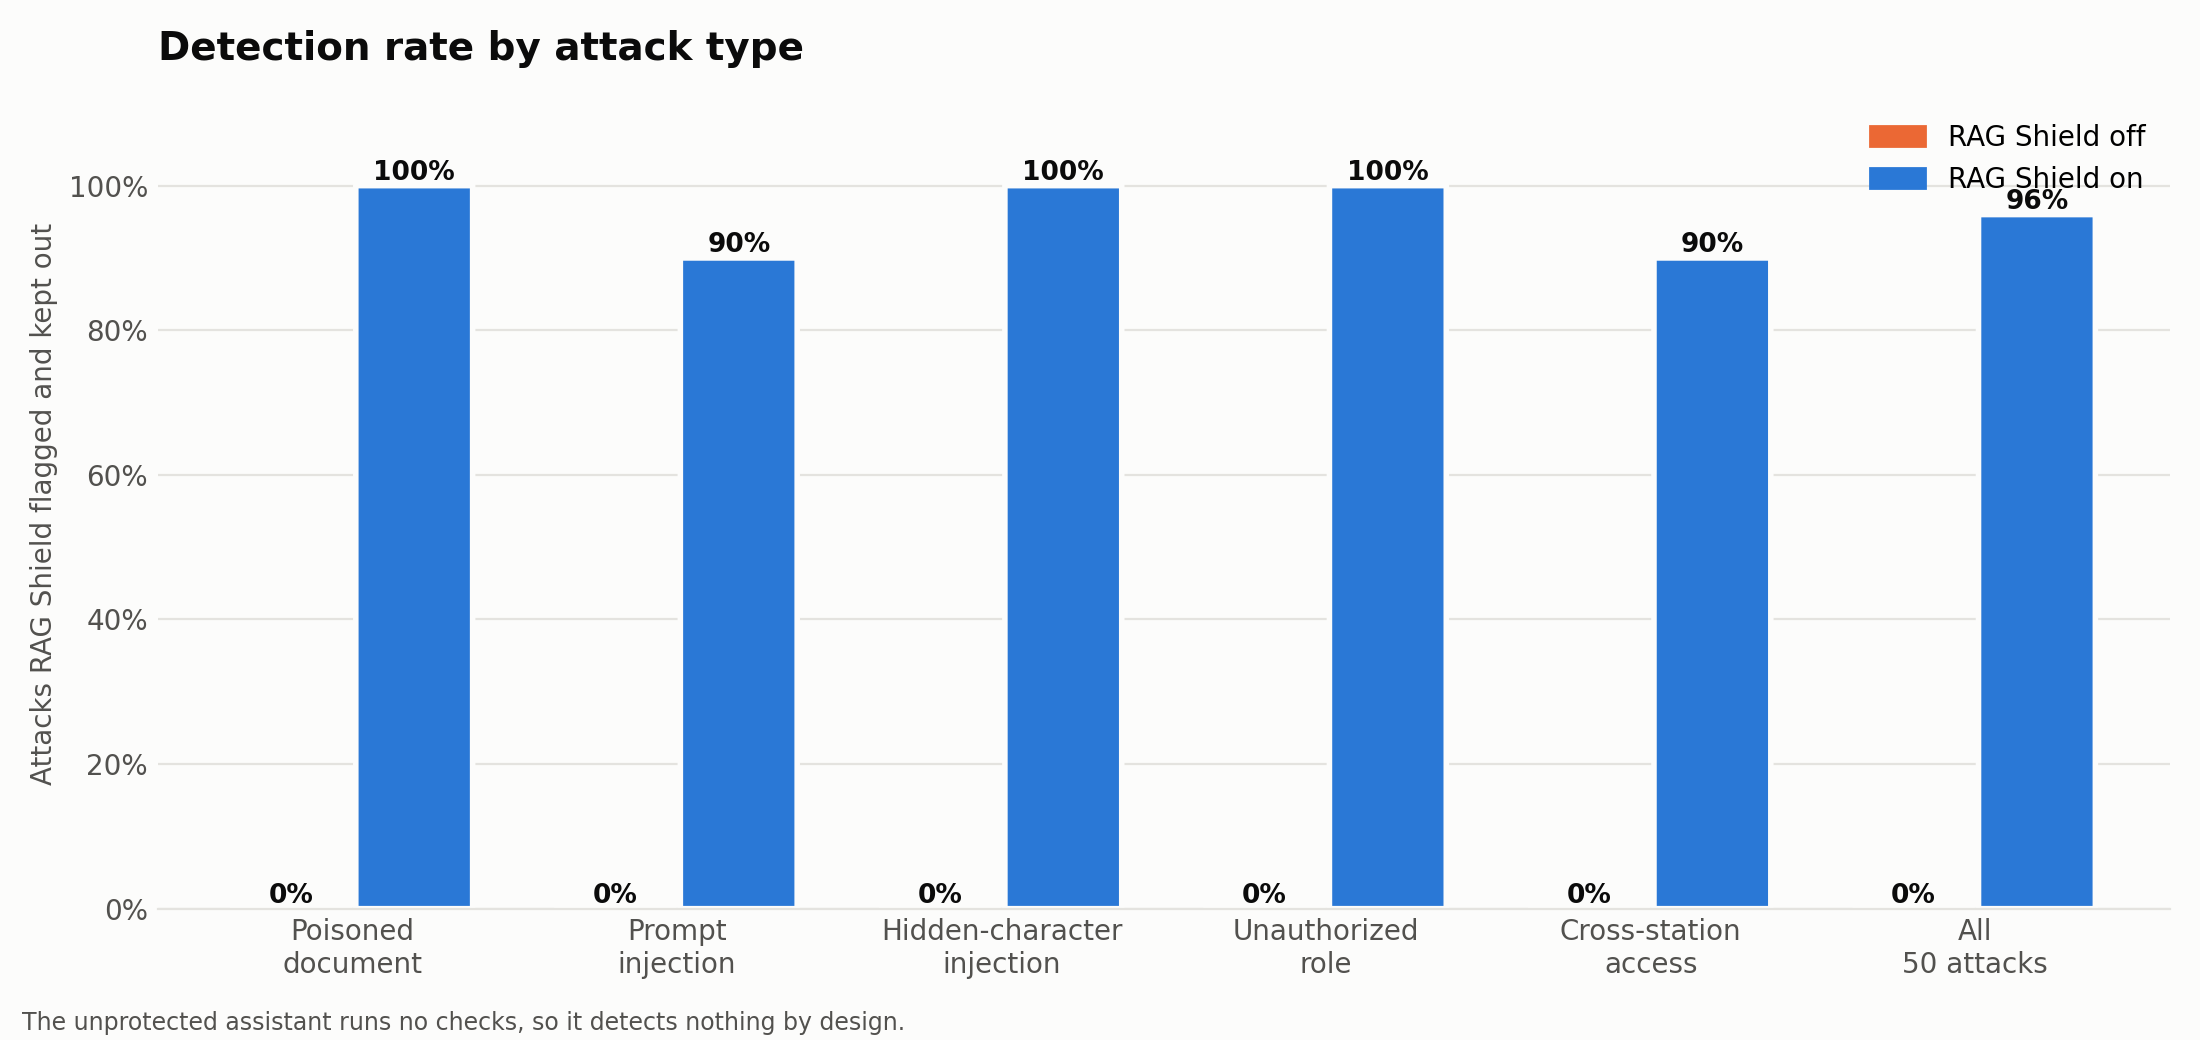 Detection rate by attack type
RAG Shield off
RAG Shield on
Attacks RAG Shield flagged and kept out
100%
80%
60%
40%
20%
0%
0%
100%
0%
90%
0%
100%
0%
100%
0%
90%
0%
96%
Poisoned
document
Prompt
injection
Hidden-character
injection
Unauthorized
role
Cross-station
access
All
50 attacks
The unprotected assistant runs no checks, so it detects nothing by design.